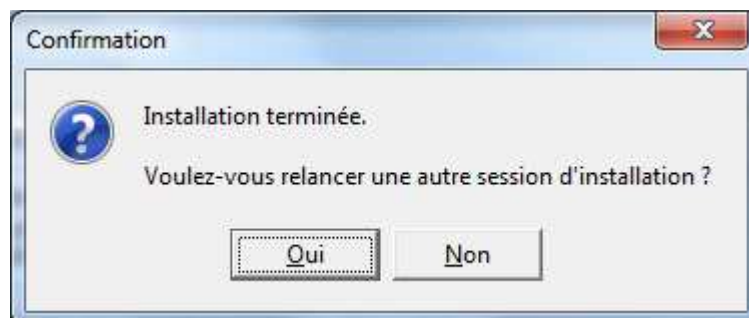 Confirmation
Installation terminée.
Voulez-vous relancer une autre session d'installation ?
Oui
Non